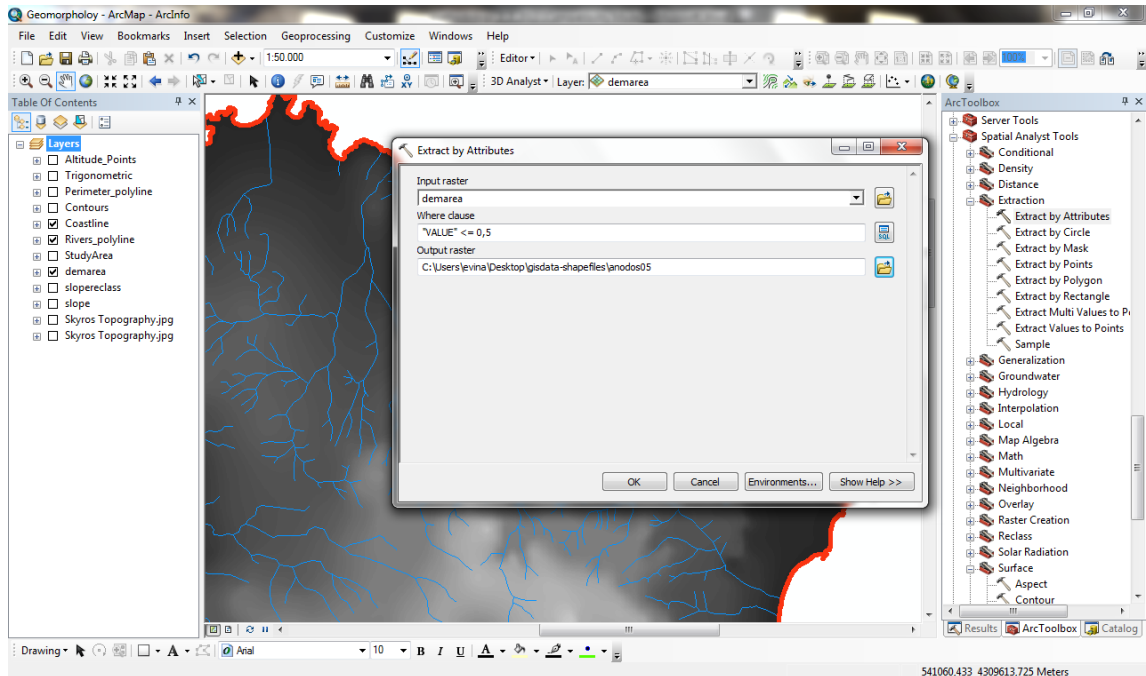 Geomorpholoy - ArcMap - ArcInfo
File Edit View Bookmarks Insert Selection Geoprocessing Customize Windows Help
1:50.000
Editor
100%
3D Analyst Layer: demarea
Table Of Contents
Layers
Altitude_Points
Trigonometric
Perimeter_polyline
Contours
Coastline
Rivers_polyline
StudyArea
demarea
slopereclass
slope
Skyros Topography.jpg
Skyros Topography.jpg
Extract by Attributes
Input raster
demarea
Where clause
"VALUE" <= 0,5
SQL
Output raster
C:\Users\evina\Desktop\gisdata-shapefiles\anodos05
OK Cancel Environments... Show Help >>
ArcToolbox
Server Tools
Spatial Analyst Tools
Conditional
Density
Distance
Extraction
Extract by Attributes
Extract by Circle
Extract by Mask
Extract by Points
Extract by Polygon
Extract by Rectangle
Extract Multi Values to P
Extract Values to Points
Sample
Generalization
Groundwater
Hydrology
Interpolation
Local
Map Algebra
Math
Multivariate
Neighborhood
Overlay
Raster Creation
Reclass
Solar Radiation
Surface
Aspect
Contour
Results ArcToolbox Catalog
Drawing A Arial 10 B I U A
541060,433 4309613,725 Meters